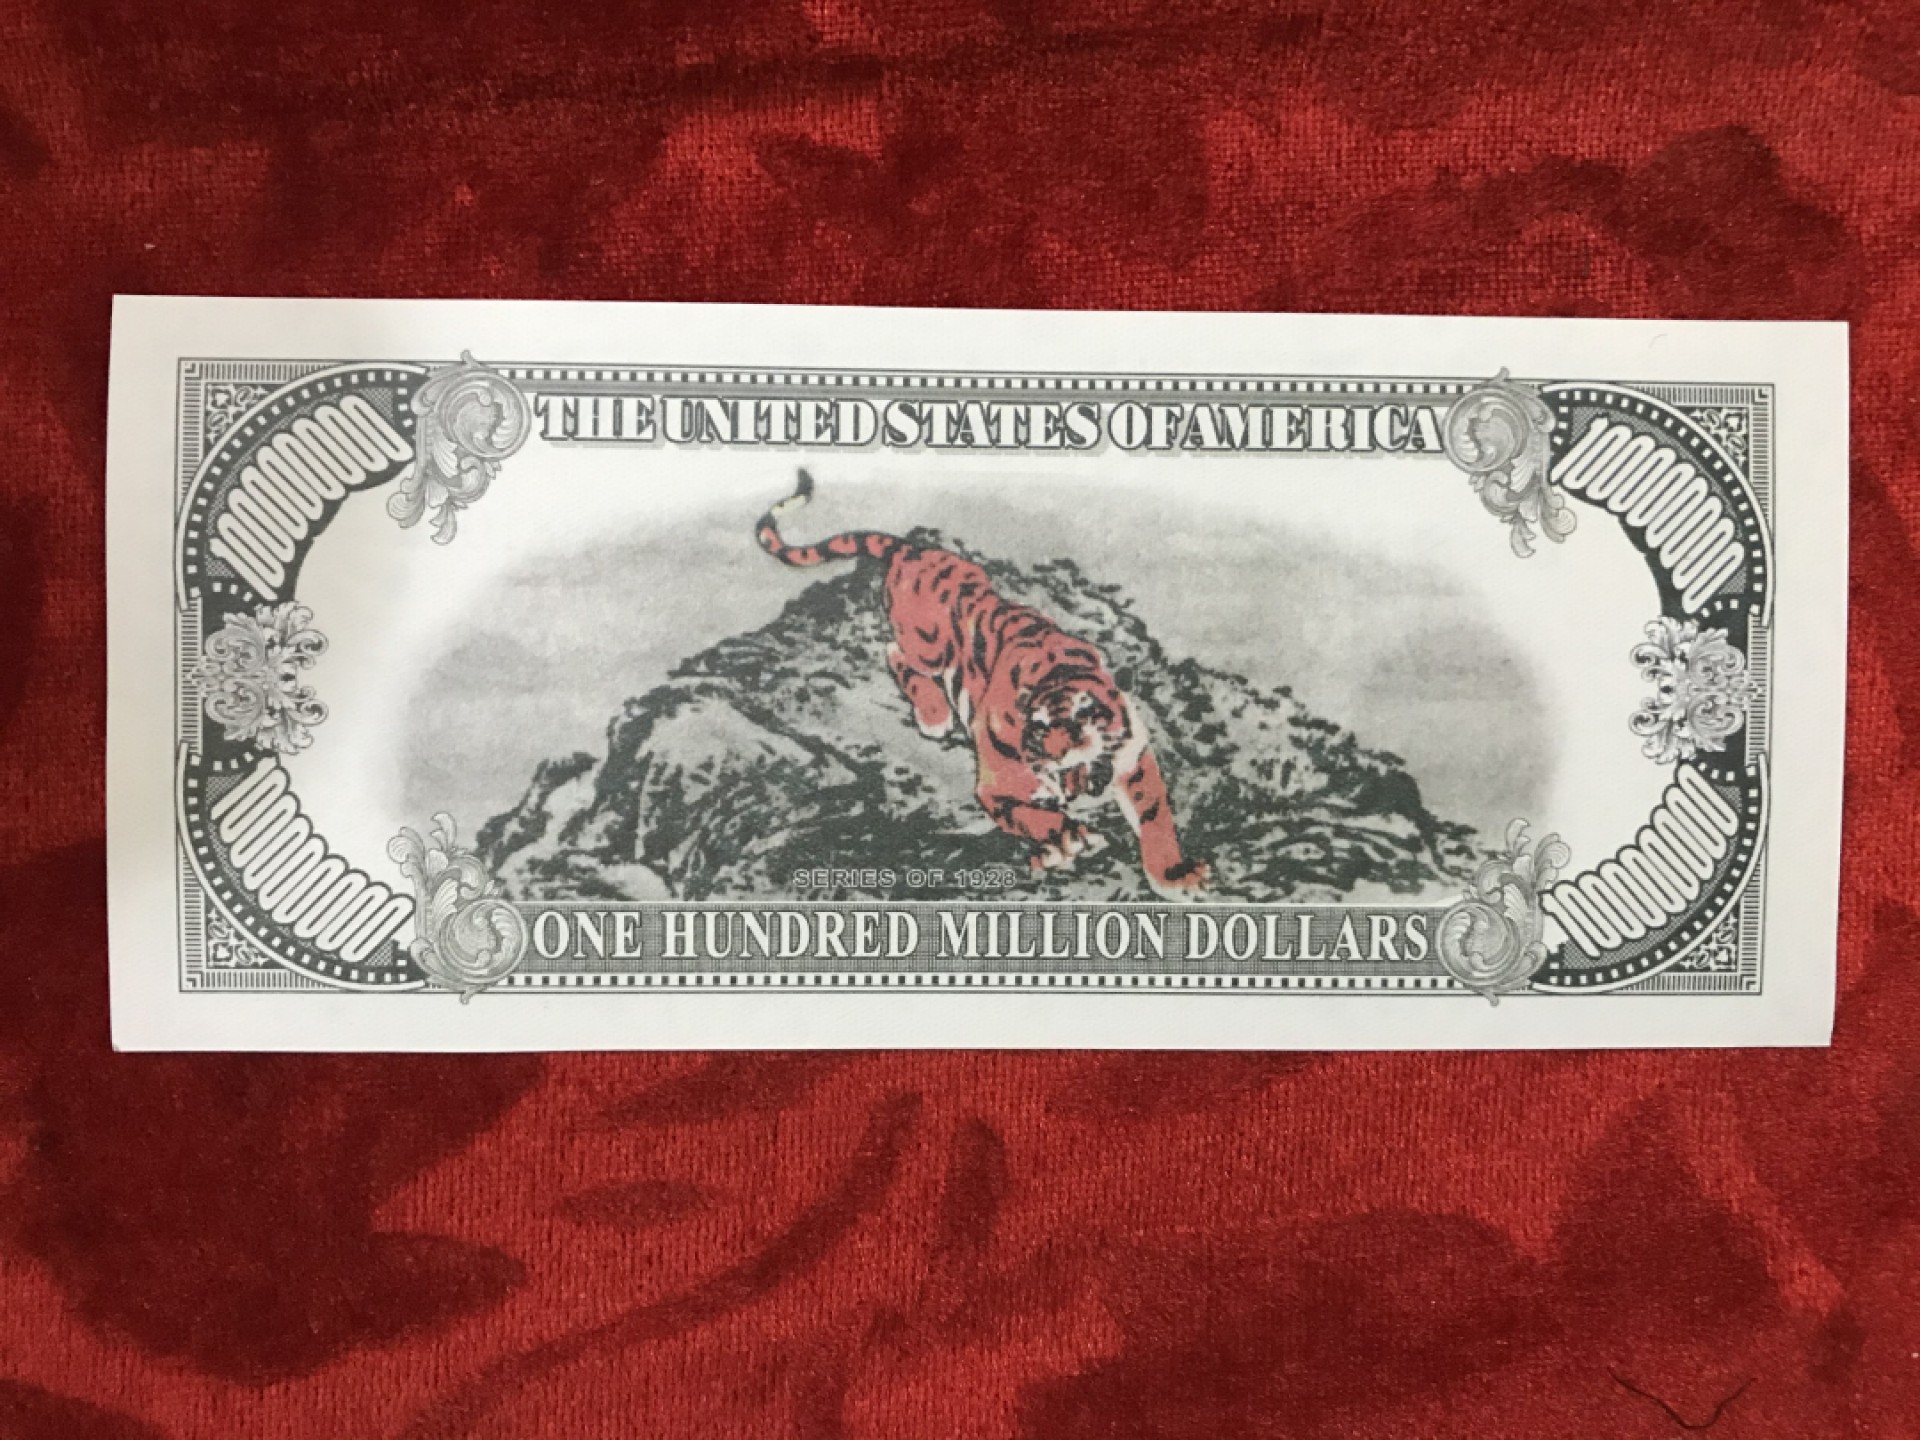 100000000 THE UNITED STATES OF AMERICA 100000000
SERIES OF 1928
100000000 ONE HUNDRED MILLION DOLLARS 100000000